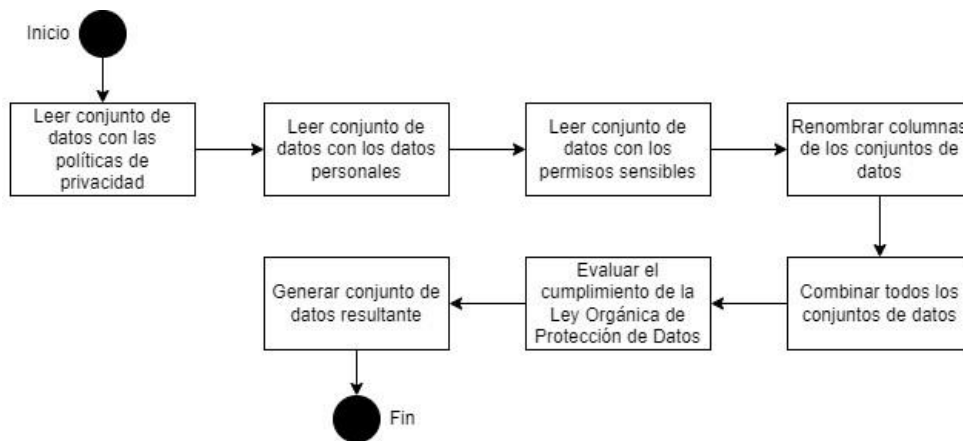 Inicio
Leer conjunto de
datos con las
políticas de
privacidad
Leer conjunto de
datos con los datos
personales
Leer conjunto de
datos con los
permisos sensibles
Renombrar columnas
de los conjuntos de
datos
Combinar todos los
conjuntos de datos
Evaluar el
cumplimiento de la
Ley Orgánica de
Protección de Datos
Generar conjunto de
datos resultante
Fin